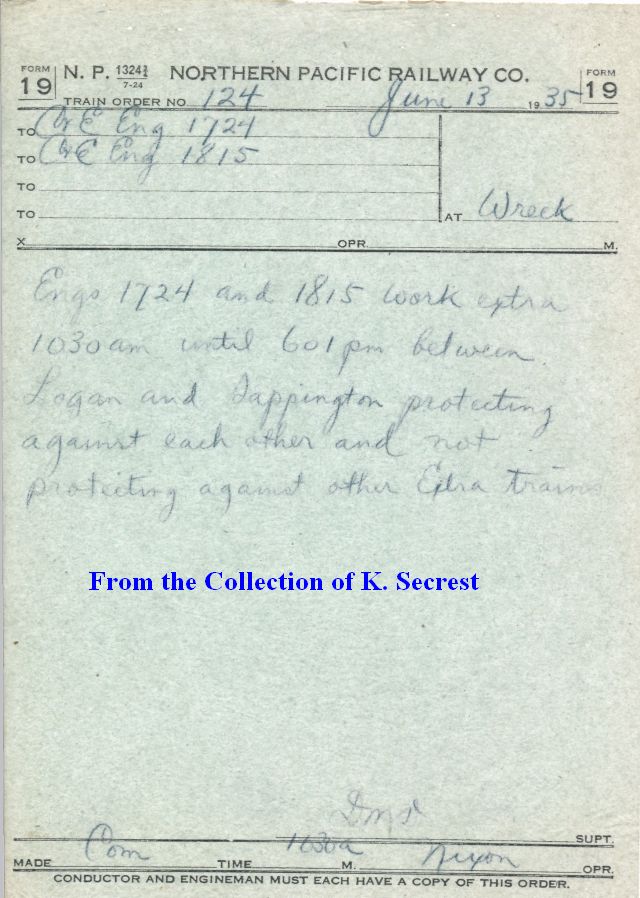 FORM 19 N. P. 1324¾ 7-24 NORTHERN PACIFIC RAILWAY CO. FORM 19
TRAIN ORDER NO 124 June 13 1935
TO C&E Eng 1724
TO C&E Eng 1815
TO
TO AT Wreck
X OPR. M.
Engs 1724 and 1815 work extra
1030 am until 601 pm between
Logan and Sappington protecting
against each other and not
protecting against other Extra trains
From the Collection of K. Secrest
SUPT.
MADE Com TIME 1030a M. Nixon OPR.
CONDUCTOR AND ENGINEMAN MUST EACH HAVE A COPY OF THIS ORDER.